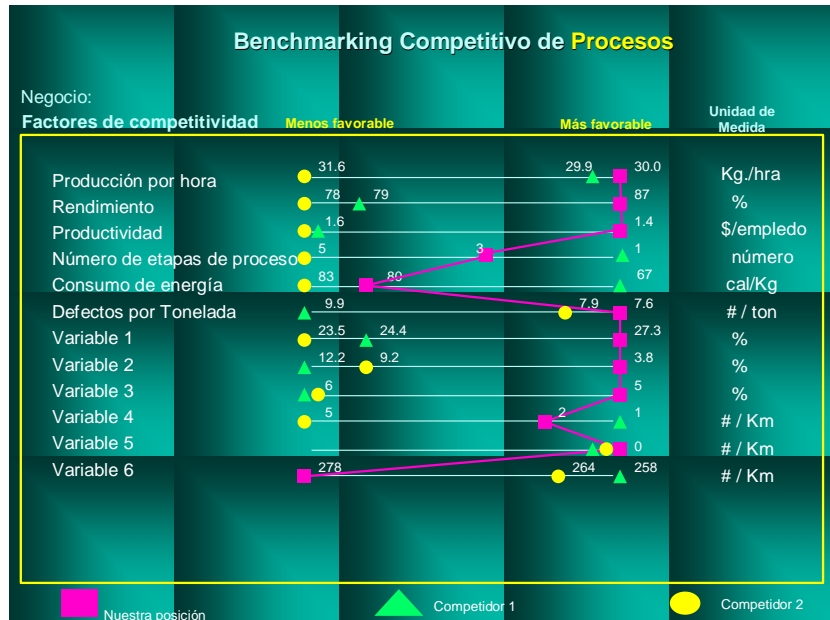 Benchmarking Competitivo de Procesos
Negocio:
Factores de competitividad Menos favorable Más favorable Unidad de Medida
Producción por hora 31.6 29.9 30.0 Kg./hra
Rendimiento 78 79 87 %
Productividad 1.6 1.4 $/empledo
Número de etapas de proceso 5 3 1 número
Consumo de energía 83 80 67 cal/Kg
Defectos por Tonelada 9.9 7.9 7.6 # / ton
Variable 1 23.5 24.4 27.3 %
Variable 2 12.2 9.2 3.8 %
Variable 3 6 5 %
Variable 4 5 2 1 # / Km
Variable 5 0 # / Km
Variable 6 278 264 258 # / Km
Nuestra posición Competidor 1 Competidor 2